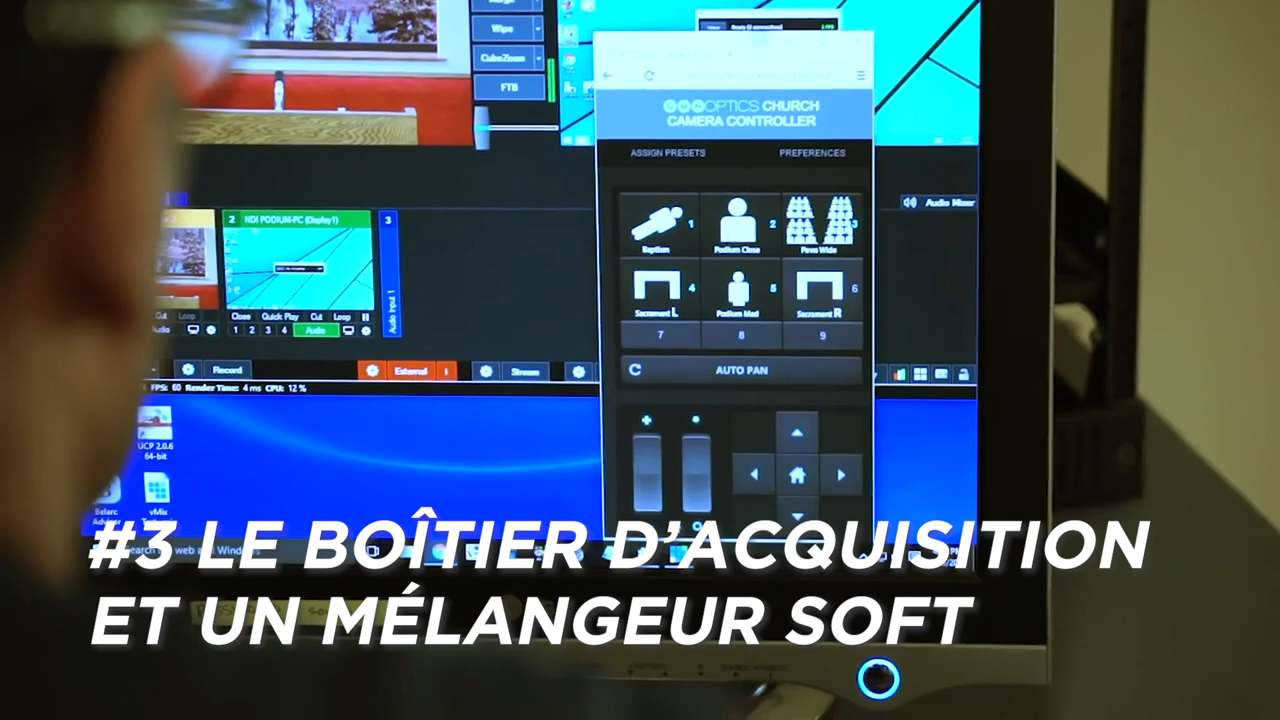 Wipe
CubeZoom
FTB
PTZOPTICS CHURCH
CAMERA CONTROLLER
ASSIGN PRESETS
PREFERENCES
1
Baptism
2
Podium Close
3
Pews Wide
4
Sacrament L
5
Podium Med
6
Sacrament R
7
8
9
AUTO PAN
Audio Mixer
2 NDI PODIUM-PC (Display1)
3
Audio Input 1
Close Quick Play Cut Loop
1 2 3 4 Audio
Cut Loop
Record
External
Stream
FPS: 60 Render Time: 4 ms CPU: 12 %
UCP 2.0.6
64-bit
Belarc
vMix
#3 LE BOÎTIER D’ACQUISITION
ET UN MÉLANGEUR SOFT